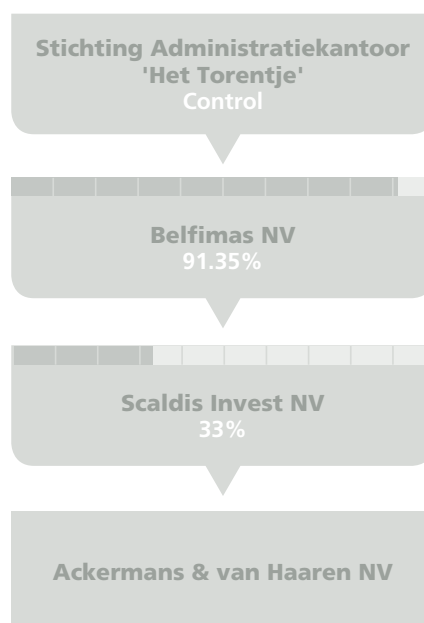 Stichting Administratiekantoor
'Het Torentje'
Control
Belfimas NV
91.35%
Scaldis Invest NV
33%
Ackermans & van Haaren NV